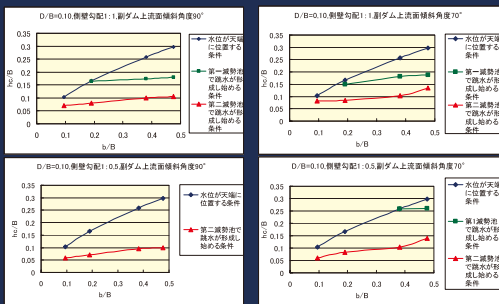 D/B=0.10,側壁勾配1:1,副ダム上流面傾斜角度90°
hc/B
0.35
0.3
0.25
0.2
0.15
0.1
0.05
0
0 0.1 0.2 0.3 0.4 0.5
b/B
水位が天端
に位置する
条件
第一減勢池
で跳水が形
成し始める
条件
第二減勢池
で跳水が形
成し始める
条件
D/B=0.10,側壁勾配1:1,副ダム上流面傾斜角度70°
hc/B
0.35
0.3
0.25
0.2
0.15
0.1
0.05
0
0 0.1 0.2 0.3 0.4 0.5
b/B
水位が天端
に位置する
条件
第一減勢池
で跳水が形
成し始める
条件
第二減勢池
で跳水が形
成し始める
条件
D/B=0.10,側壁勾配1:0.5,副ダム上流面傾斜角度90°
hc/B
0.35
0.3
0.25
0.2
0.15
0.1
0.05
0
0 0.1 0.2 0.3 0.4 0.5
b/B
水位が天端に
位置する条件
第二減勢池で
跳水が形成し
始める条件
D/B=0.10,側壁勾配1:0.5,副ダム上流面傾斜角度70°
hc/B
0.35
0.3
0.25
0.2
0.15
0.1
0.05
0
0 0.1 0.2 0.3 0.4 0.5
b/B
水位が天端
に位置する
条件
第1減勢池
で跳水が形
成し始める
条件
第二減勢池
で跳水が形
成し始める
条件